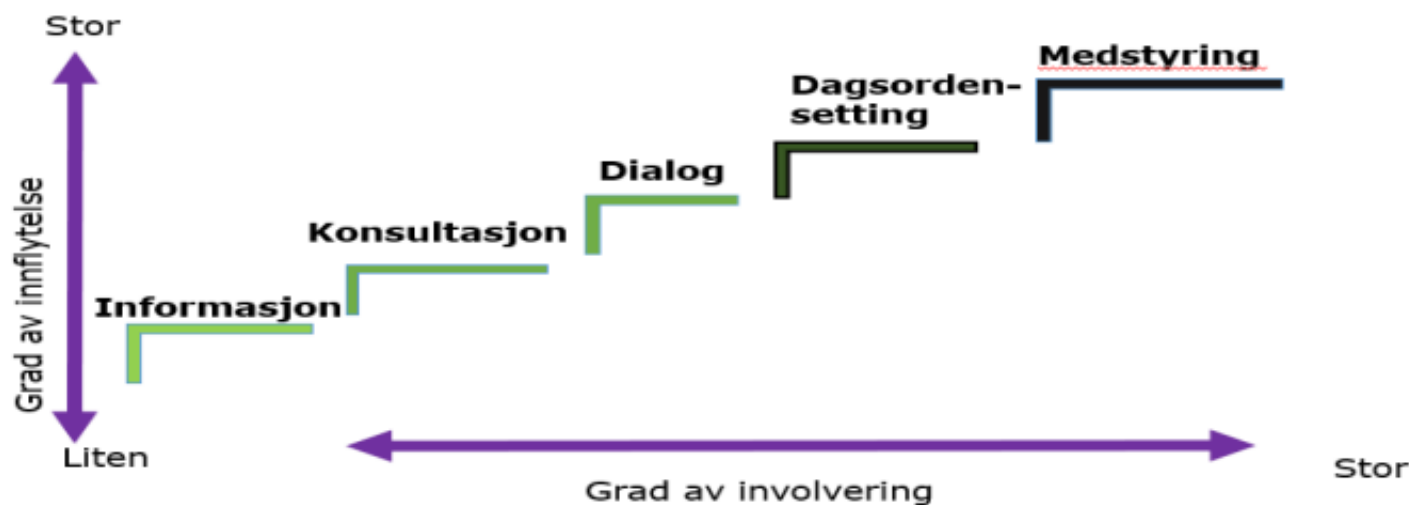 Stor
Medstyring
Dagsorden-
setting
Dialog
Konsultasjon
Informasjon
Grad av innflytelse
Liten
Stor
Grad av involvering